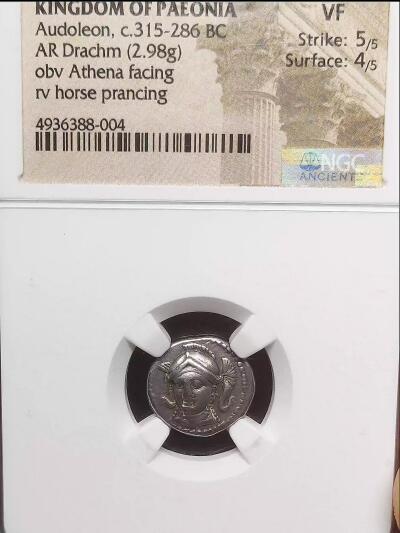 KINGDOM OF PAEONIA
Audoleon, c.315-286 BC
AR Drachm (2.98g)
obv Athena facing
rv horse prancing
4936388-004
VF
Strike: 5/5
Surface: 4/5
NGC
ANCIENTS